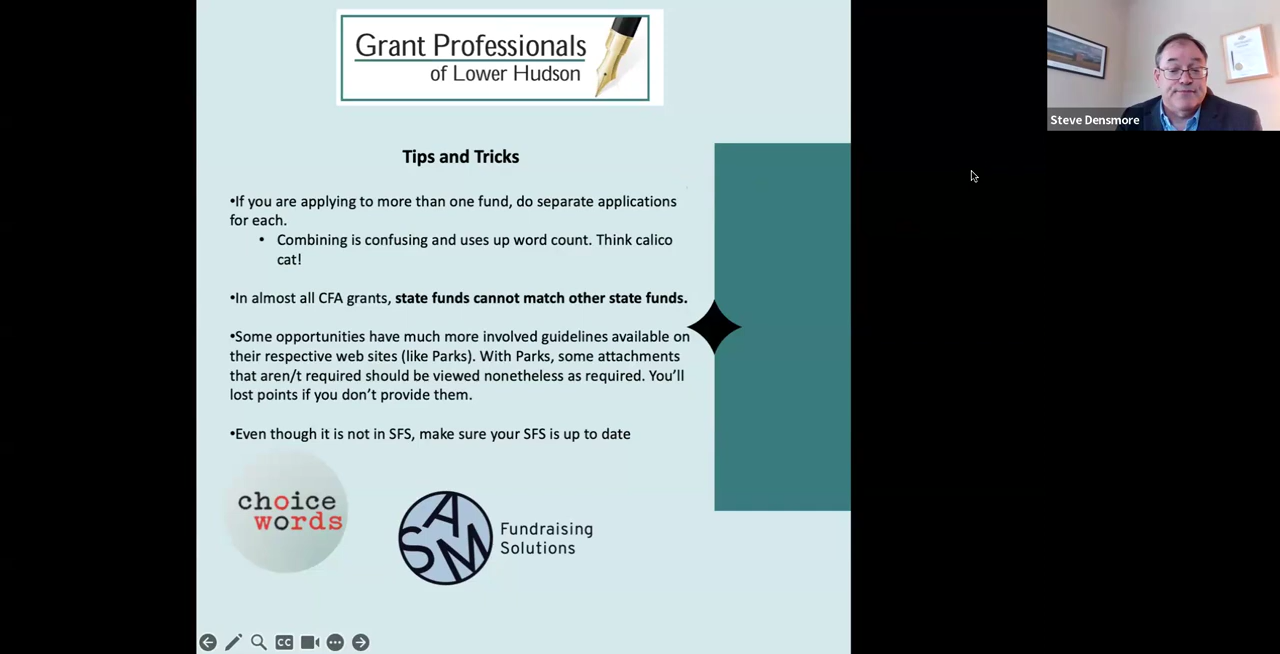 Grant Professionals
of Lower Hudson
Steve Densmore
Tips and Tricks
•If you are applying to more than one fund, do separate applications
for each.
• Combining is confusing and uses up word count. Think calico
cat!
•In almost all CFA grants, state funds cannot match other state funds.
•Some opportunities have much more involved guidelines available on
their respective web sites (like Parks). With Parks, some attachments
that aren/t required should be viewed nonetheless as required. You’ll
lost points if you don’t provide them.
•Even though it is not in SFS, make sure your SFS is up to date
choice
words
SAM
Fundraising
Solutions
CC